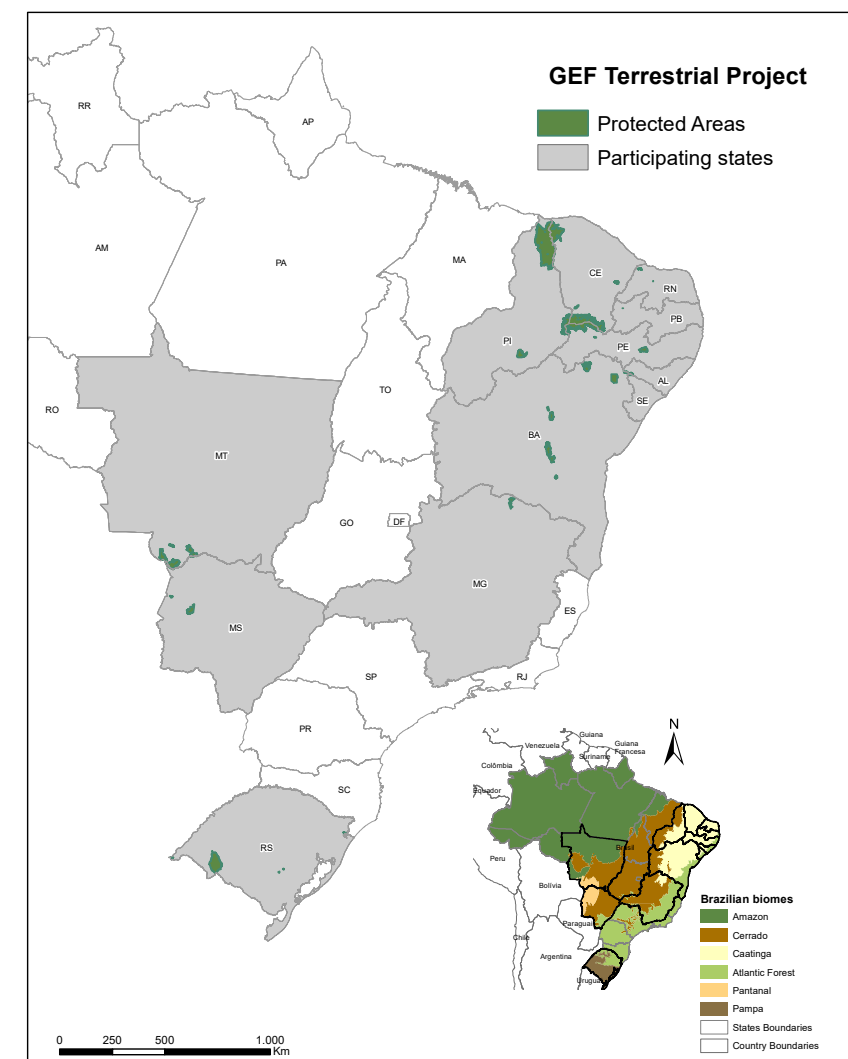 GEF Terrestrial Project
Protected Areas
Participating states
RR
AP
AM
PA
MA
CE
RN
PB
PI
PE
AL
SE
TO
RO
BA
MT
GO
DF
MG
ES
MS
SP
RJ
PR
SC
RS
N
Guiana
Venezuela
Suriname
Guiana
Francesa
Colômbia
Equador
Peru
Brasil
Bolívia
Paraguai
Chile
Argentina
Uruguai
Brazilian biomes
Amazon
Cerrado
Caatinga
Atlantic Forest
Pantanal
Pampa
States Boundaries
Country Boundaries
0 250 500 1.000
Km